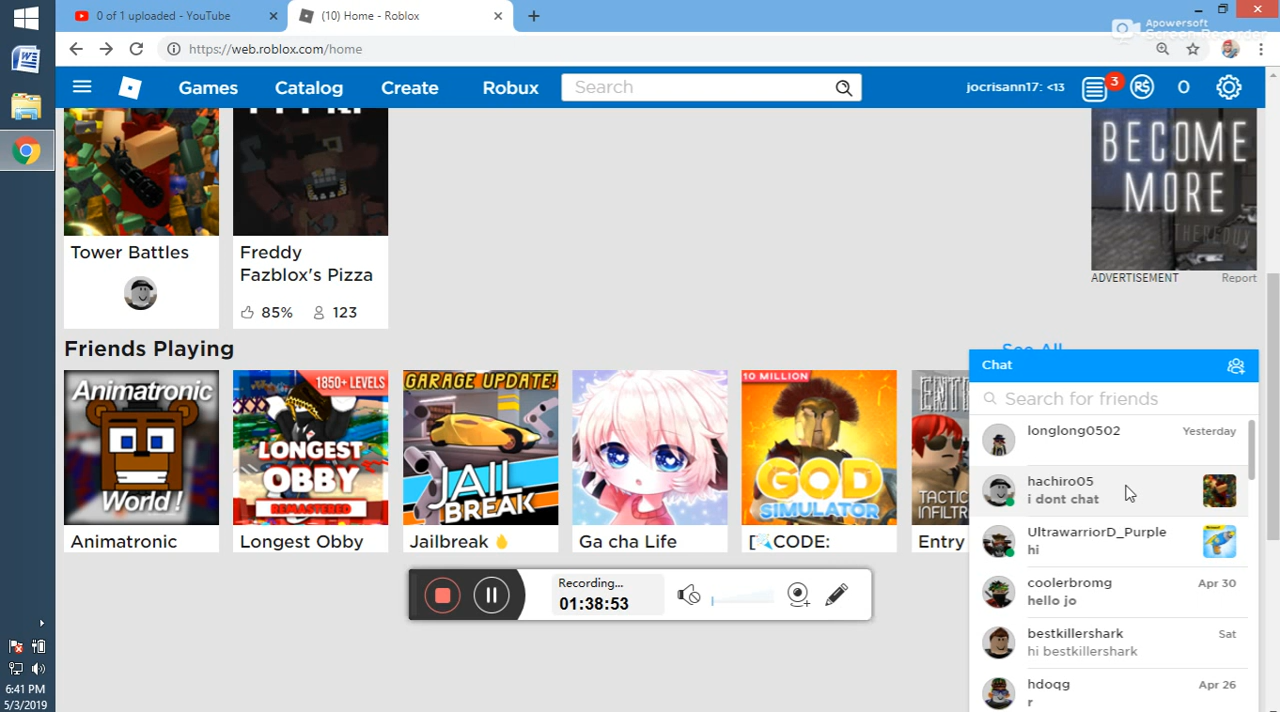 0 of 1 uploaded - YouTube
(10) Home - Roblox
Apowersoft
Screen Recorder
https://web.roblox.com/home
Games
Catalog
Create
Robux
Search
jocrisann17: <13
3
R$
0
Tower Battles
Freddy
Fazblox's Pizza
85%
123
BECOME
MORE
THEREDUX
ADVERTISEMENT
Report
Friends Playing
See All
Animatronic
World!
Animatronic
1850+ LEVELS
LONGEST
OBBY
REMASTERED
Longest Obby
GARAGE UPDATE!
JAIL
BREAK
Jailbreak
Ga cha Life
10 MILLION
GOD
SIMULATOR
[CODE:
TACTIC
INFILTR
Entry
Chat
Search for friends
longlong0502
Yesterday
hachiro05
i dont chat
UltrawarriorD_Purple
hi
coolerbromg
Apr 30
hello jo
bestkillershark
Sat
hi bestkillershark
hdoqg
Apr 26
r
Recording...
01:38:53
6:41 PM
5/3/2019